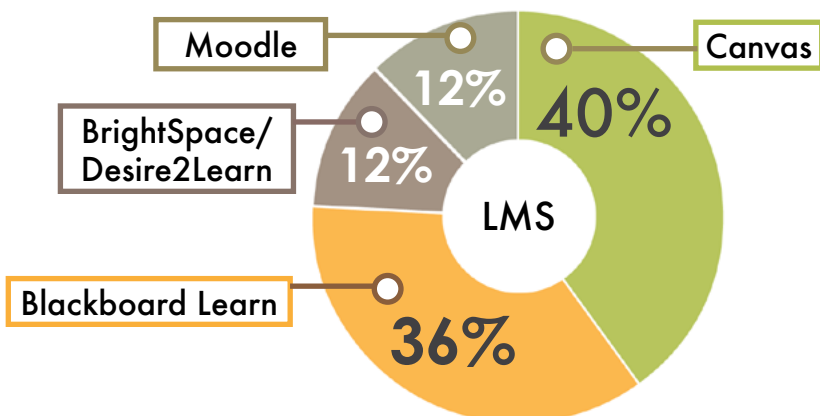 Moodle
Canvas
12%
40%
BrightSpace/
Desire2Learn
12%
LMS
Blackboard Learn
36%